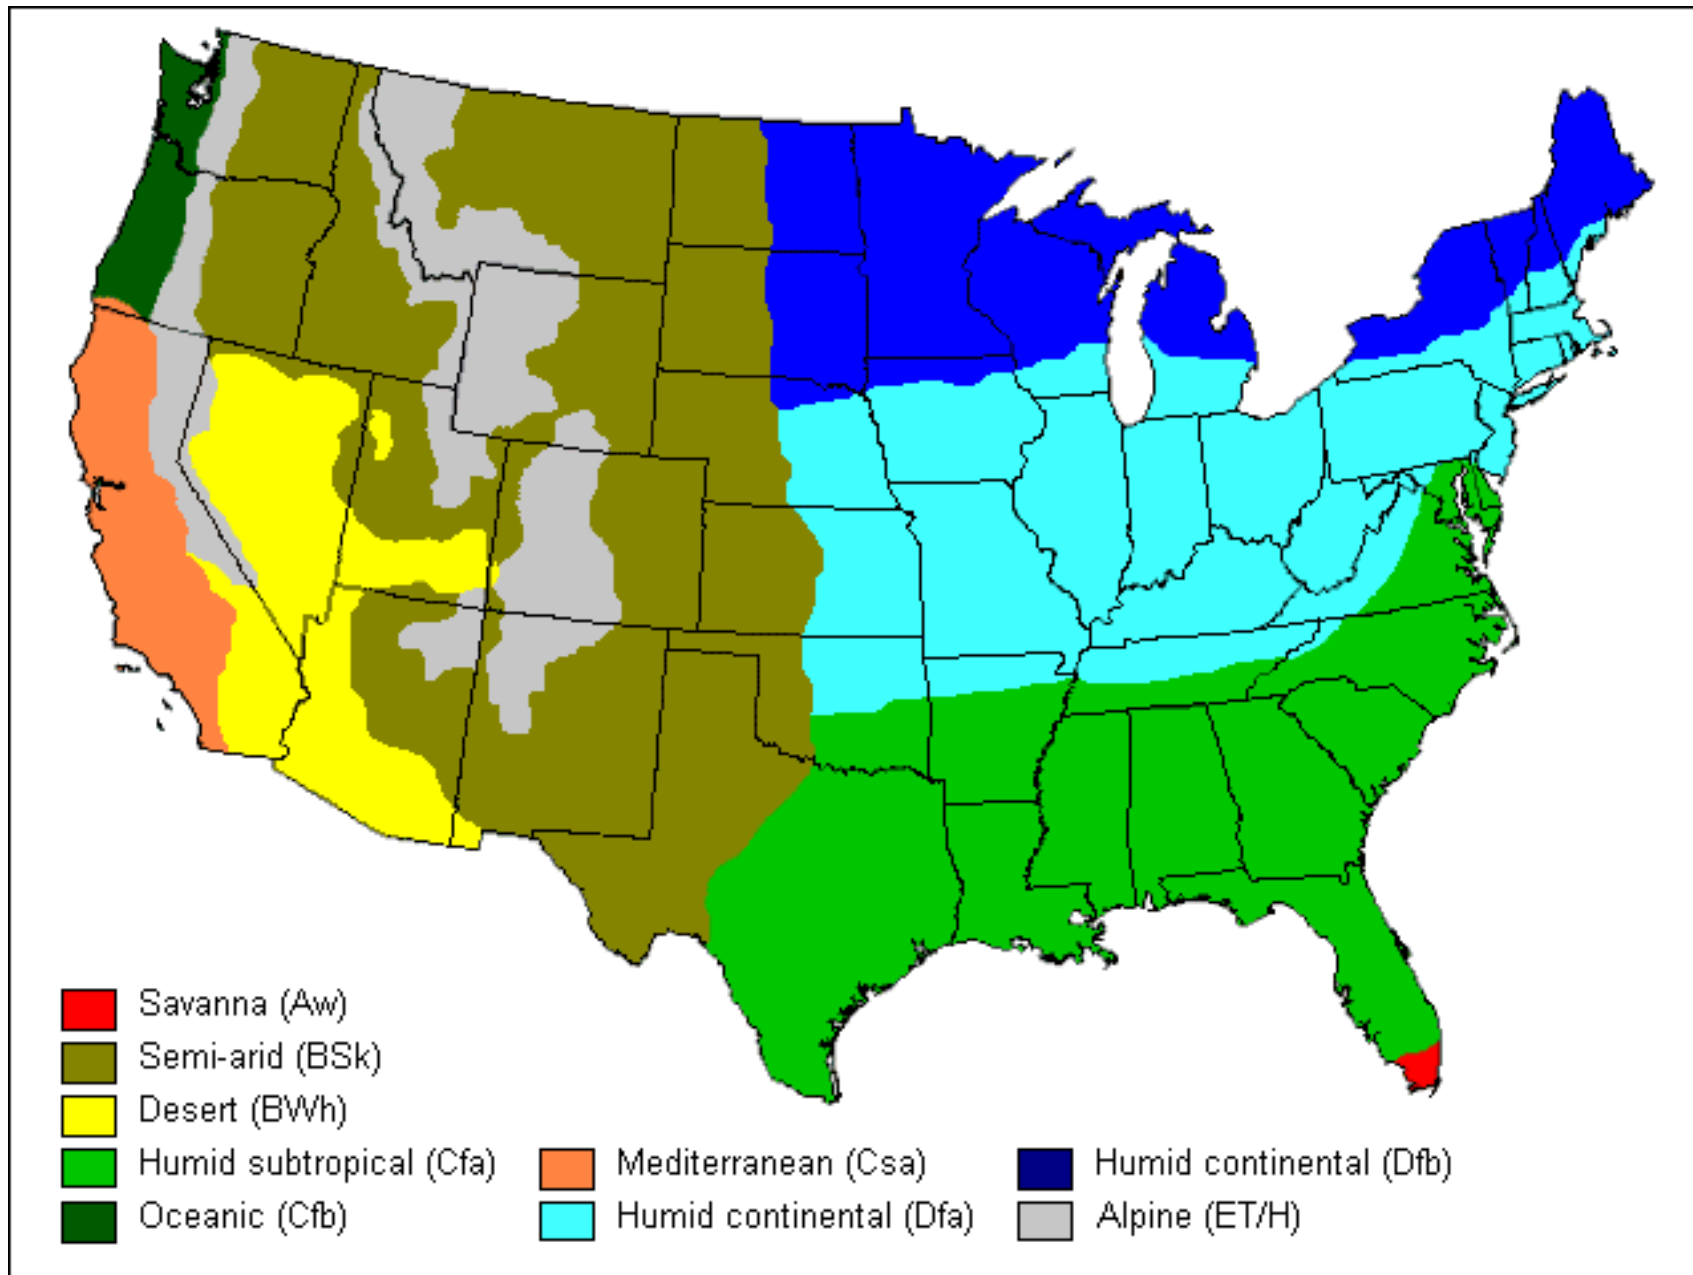 Savanna (Aw)
Semi-arid (BSk)
Desert (BWh)
Humid subtropical (Cfa)
Oceanic (Cfb)
Mediterranean (Csa)
Humid continental (Dfa)
Humid continental (Dfb)
Alpine (ET/H)